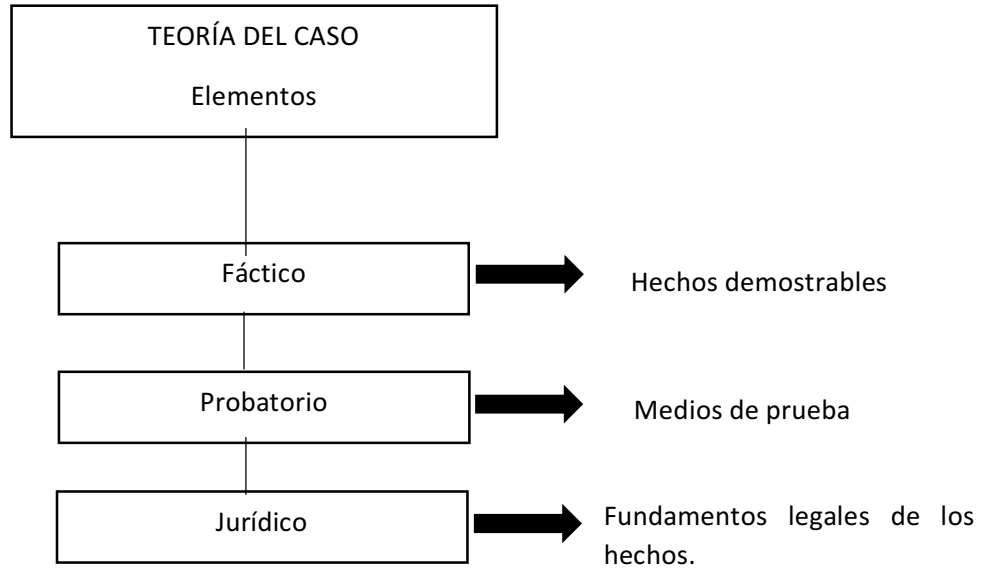 TEORÍA DEL CASO
Elementos
Fáctico
Hechos demostrables
Probatorio
Medios de prueba
Jurídico
Fundamentos legales de los
hechos.